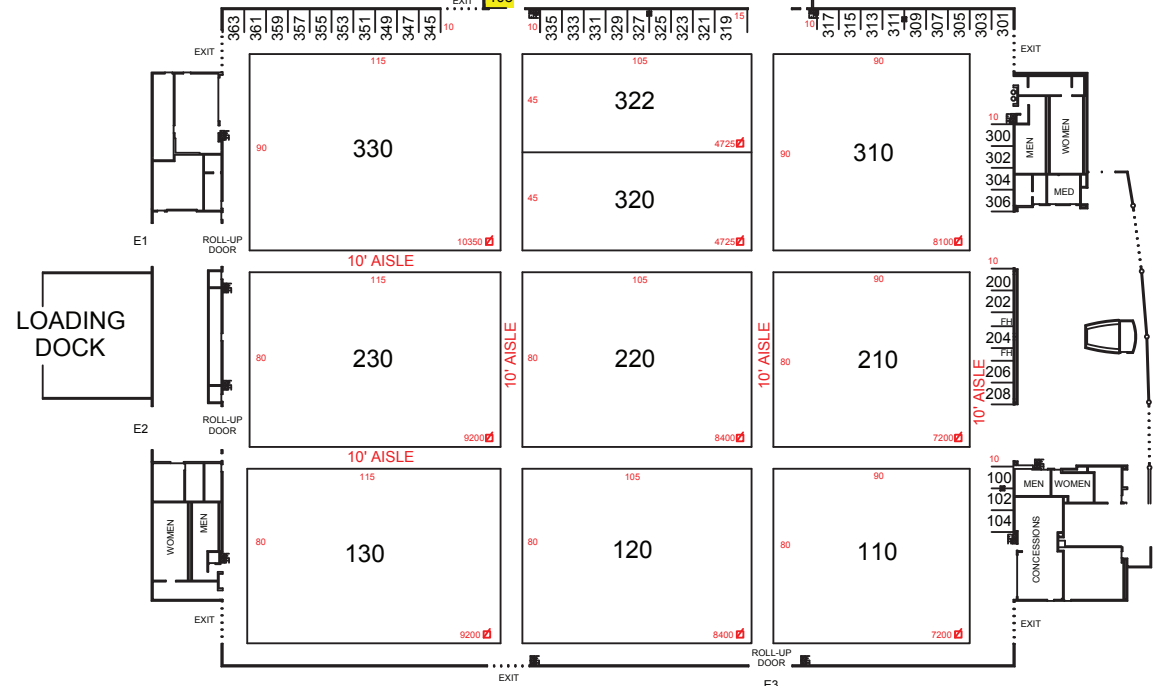 EXIT
363 361 359 357 355 353 351 349 347 345
10
10
335 333 331 329 327 325 323 321 319
15
10
317 315 313 311 309 307 305 303 301
EXIT
EXIT
115
90
330
10350
105
45
322
4725
45
320
4725
90
90
310
8100
10
300
302
304
306
MEN
WOMEN
MED
E1
ROLL-UP
DOOR
10' AISLE
LOADING
DOCK
115
80
230
9200
10' AISLE
105
80
220
8400
10' AISLE
90
80
210
7200
10' AISLE
10
200
202
FH
204
FH
206
208
E2
ROLL-UP
DOOR
10' AISLE
WOMEN
MEN
115
80
130
9200
105
80
120
8400
90
80
110
7200
10
100
102
104
MEN
WOMEN
CONCESSIONS
EXIT
EXIT
EXIT
ROLL-UP
DOOR